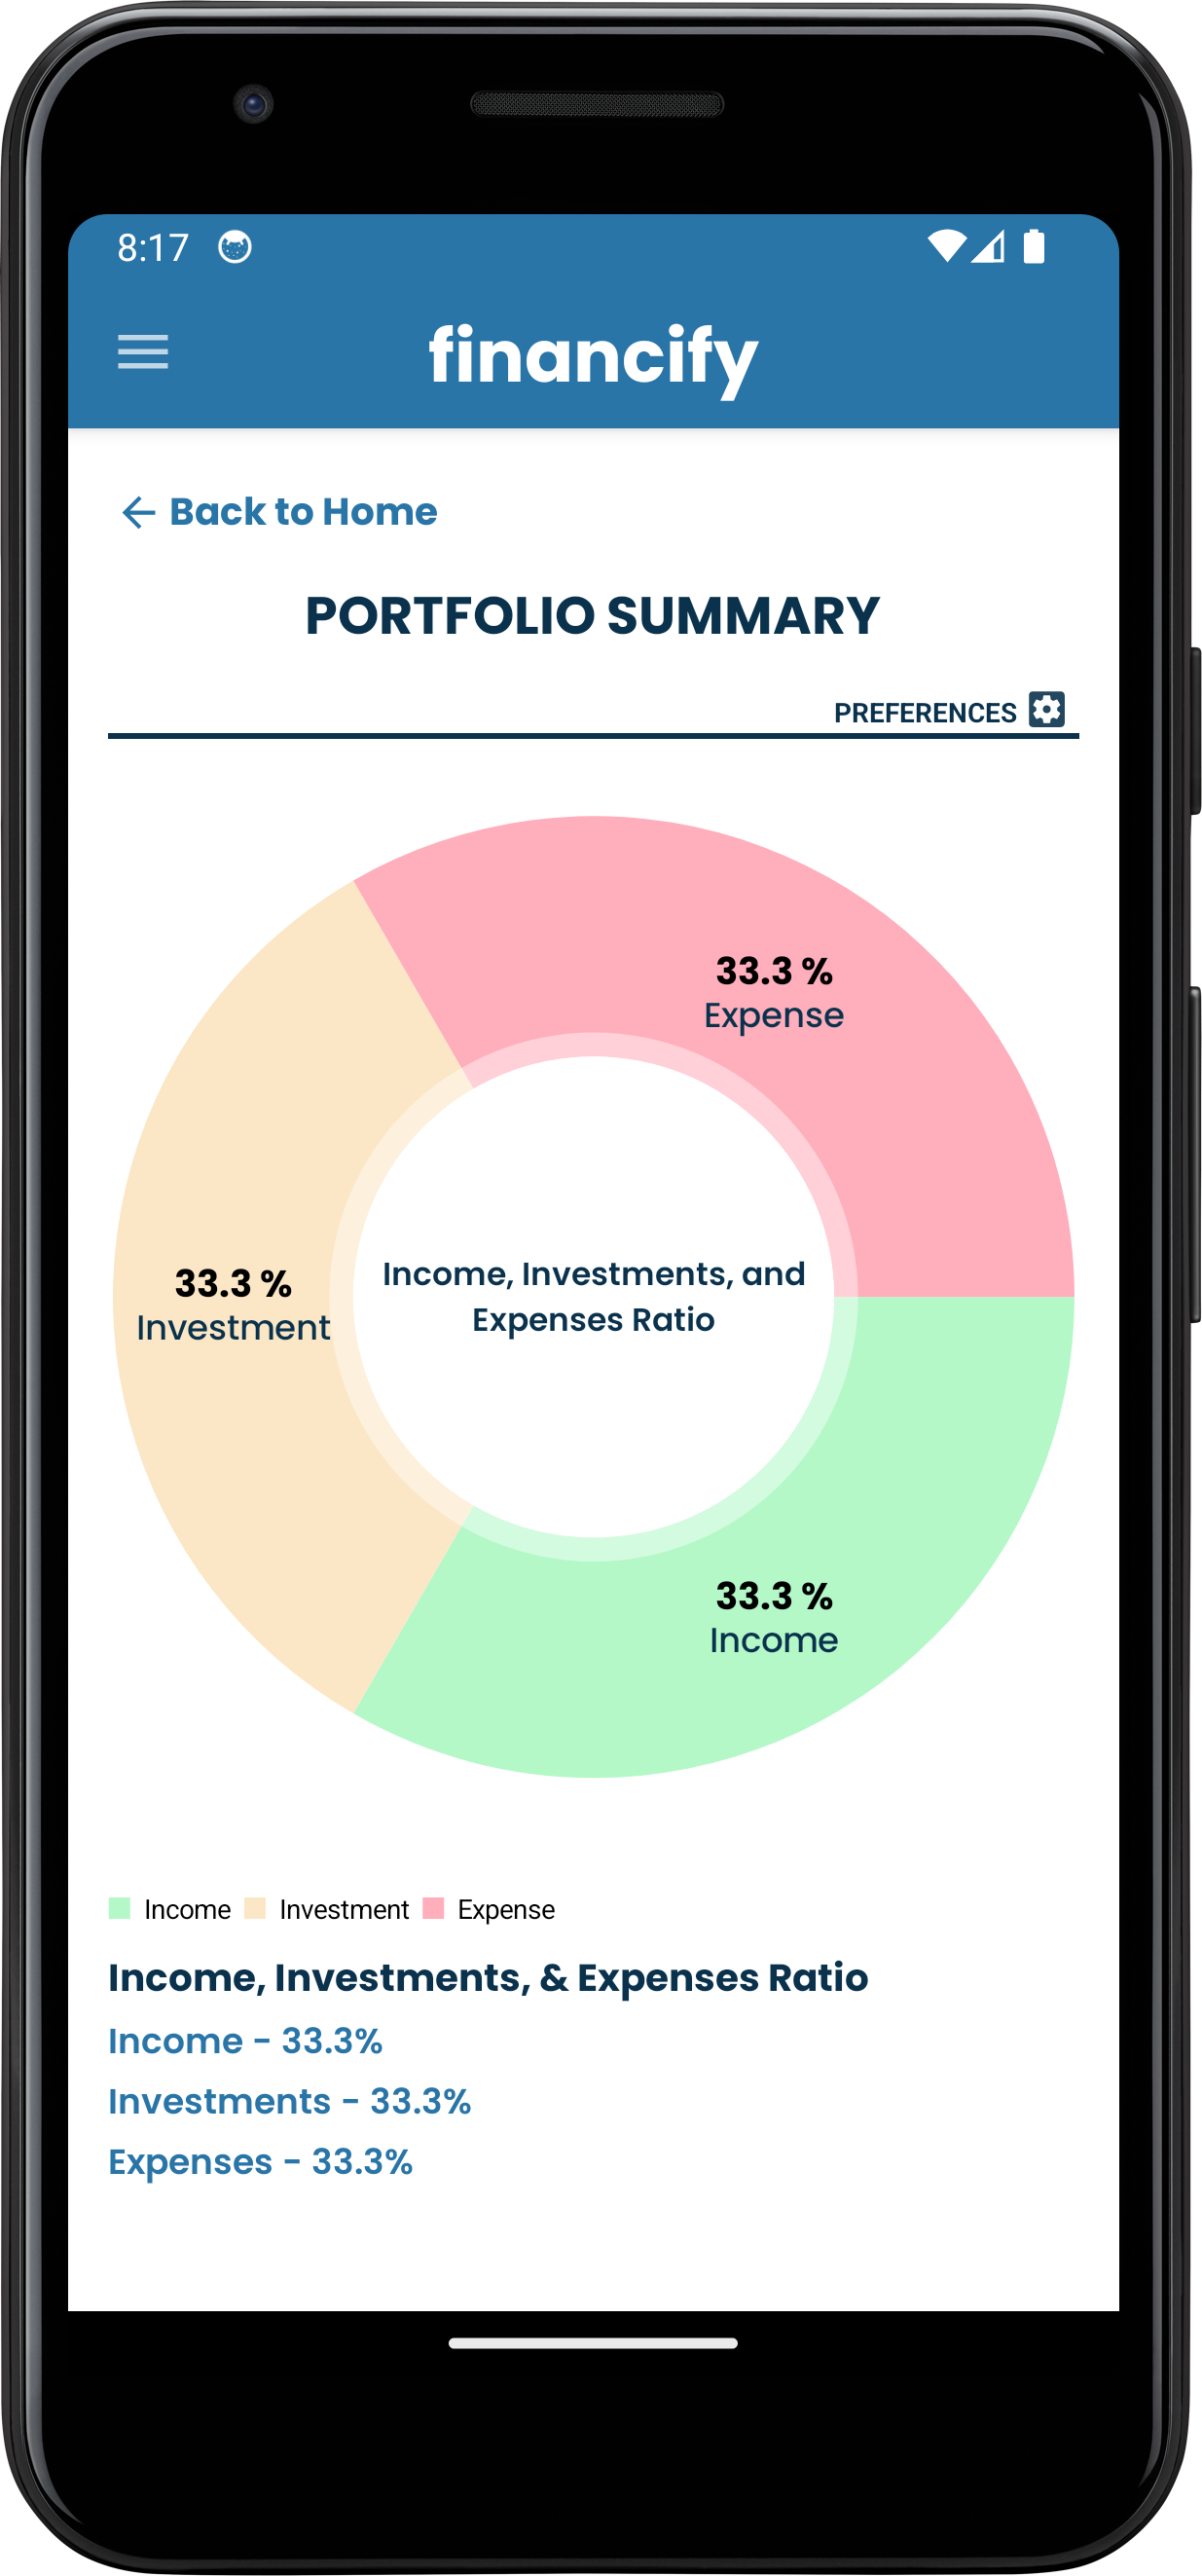 8:17
financify
Back to Home
PORTFOLIO SUMMARY
PREFERENCES
33.3 %
Expense
33.3 %
Investment
Income, Investments, and
Expenses Ratio
33.3 %
Income
Income Investment Expense
Income, Investments, & Expenses Ratio
Income - 33.3%
Investments - 33.3%
Expenses - 33.3%